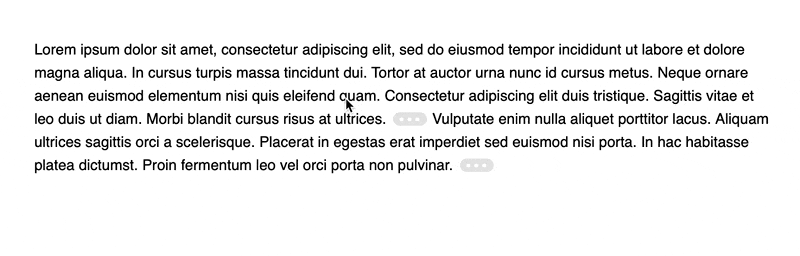 Lorem ipsum dolor sit amet, consectetur adipiscing elit, sed do eiusmod tempor incididunt ut labore et dolore
magna aliqua. In cursus turpis massa tincidunt dui. Tortor at auctor urna nunc id cursus metus. Neque ornare
aenean euismod elementum nisi quis eleifend quam. Consectetur adipiscing elit duis tristique. Sagittis vitae et
leo duis ut diam. Morbi blandit cursus risus at ultrices. ••• Vulputate enim nulla aliquet porttitor lacus. Aliquam
ultrices sagittis orci a scelerisque. Placerat in egestas erat imperdiet sed euismod nisi porta. In hac habitasse
platea dictumst. Proin fermentum leo vel orci porta non pulvinar. •••